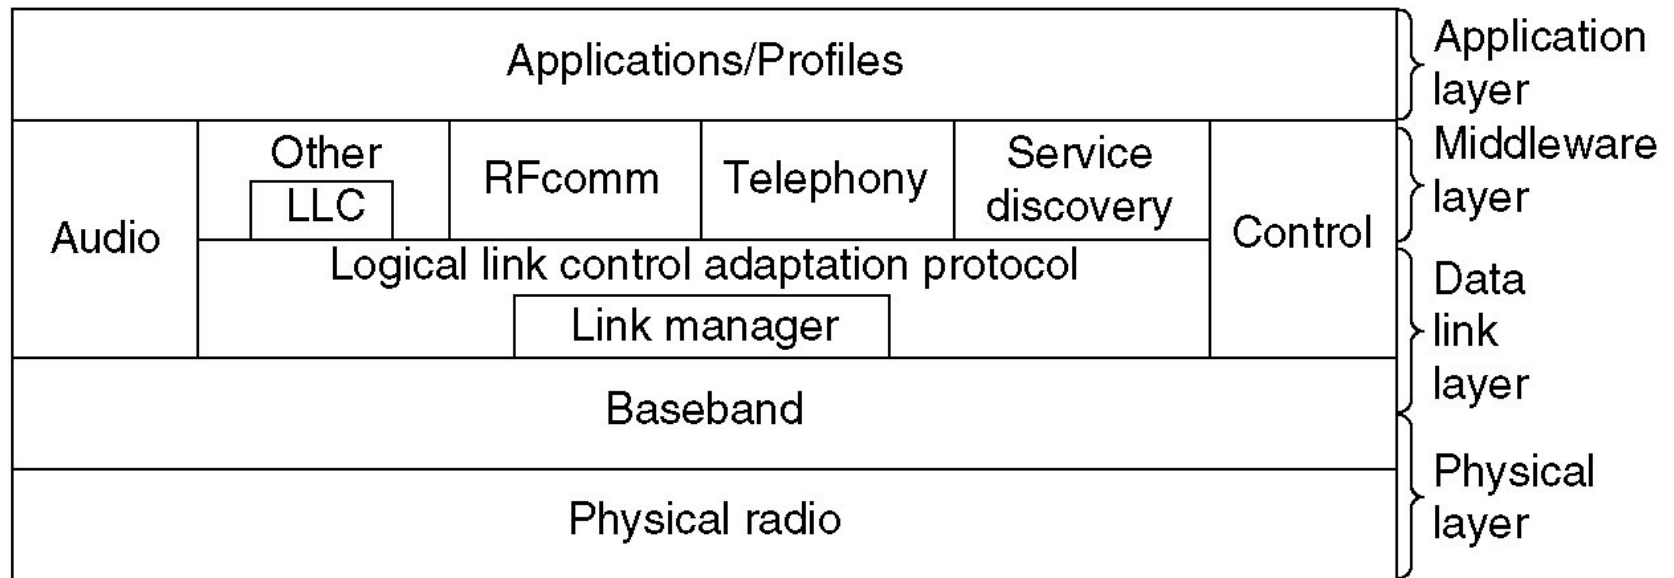 Applications/Profiles
Application
layer
Audio
Other
LLC
RFcomm
Telephony
Service
discovery
Control
Middleware
layer
Logical link control adaptation protocol
Link manager
Data
link
layer
Baseband
Physical radio
Physical
layer